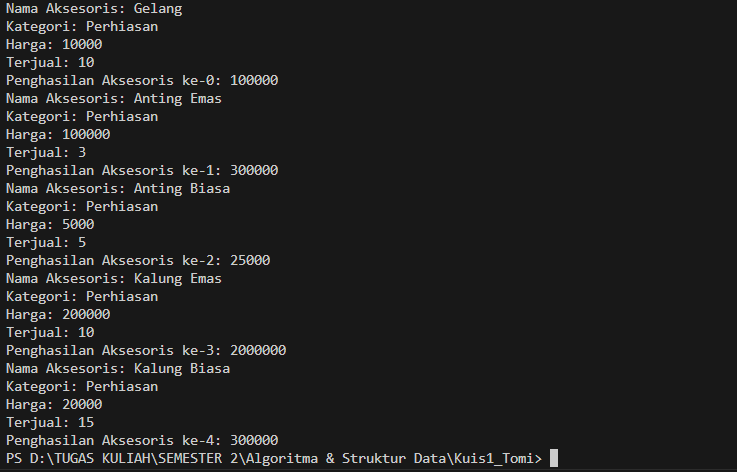 Nama Aksesoris: Gelang
Kategori: Perhiasan
Harga: 10000
Terjual: 10
Penghasilan Aksesoris ke-0: 100000
Nama Aksesoris: Anting Emas
Kategori: Perhiasan
Harga: 100000
Terjual: 3
Penghasilan Aksesoris ke-1: 300000
Nama Aksesoris: Anting Biasa
Kategori: Perhiasan
Harga: 5000
Terjual: 5
Penghasilan Aksesoris ke-2: 25000
Nama Aksesoris: Kalung Emas
Kategori: Perhiasan
Harga: 200000
Terjual: 10
Penghasilan Aksesoris ke-3: 2000000
Nama Aksesoris: Kalung Biasa
Kategori: Perhiasan
Harga: 20000
Terjual: 15
Penghasilan Aksesoris ke-4: 300000
PS D:\TUGAS KULIAH\SEMESTER 2\Algoritma & Struktur Data\Kuis1_Tomi>